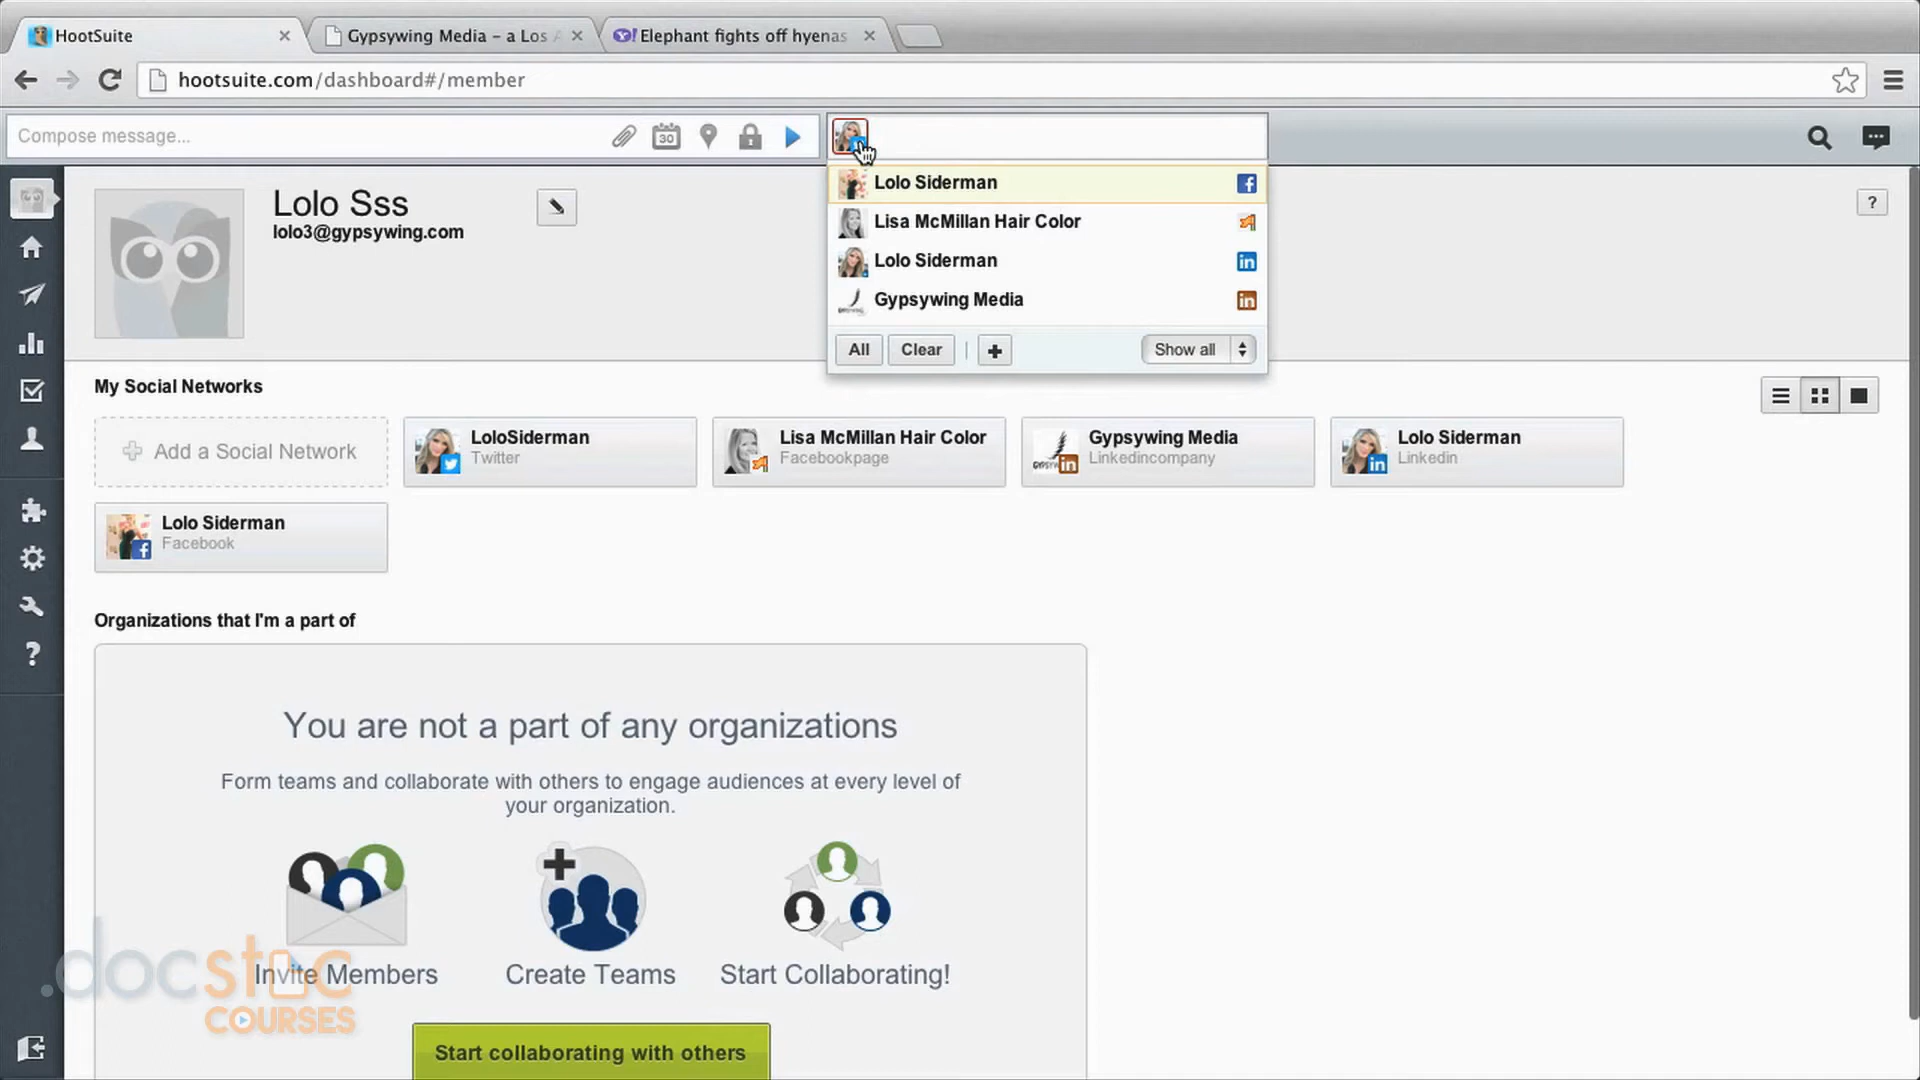 HootSuite
Gypsywing Media – a Los A
Y! Elephant fights off hyenas
hootsuite.com/dashboard#/member
Compose message...
30
Lolo Siderman
Lisa McMillan Hair Color
Lolo Siderman
Gypsywing Media
All
Clear
Show all
Lolo Sss
lolo3@gypsywing.com
?
My Social Networks
Add a Social Network
LoloSiderman
Twitter
Lisa McMillan Hair Color
Facebookpage
Gypsywing Media
Linkedincompany
Lolo Siderman
Linkedin
Lolo Siderman
Facebook
Organizations that I'm a part of
You are not a part of any organizations
Form teams and collaborate with others to engage audiences at every level of
your organization.
Invite Members
Create Teams
Start Collaborating!
Start collaborating with others
.docstoc
COURSES